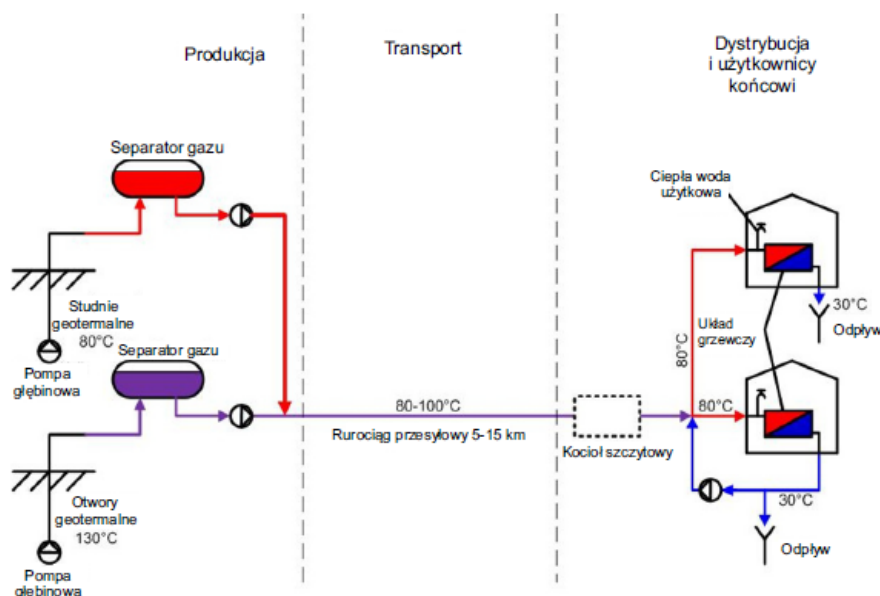 Produkcja
Transport
Dystrybucja
i użytkownicy
końcowi
Separator gazu
Ciepła woda
użytkowa
Studnie
geotermalne
80°C
Pompa
głębinowa
Separator gazu
80°C
Układ
grzewczy
30°C
Odpływ
80-100°C
Rurociąg przesyłowy 5-15 km
Kocioł szczytowy
80°C
Otwory
geotermalne
130°C
Pompa
głębinowa
30°C
Odpływ